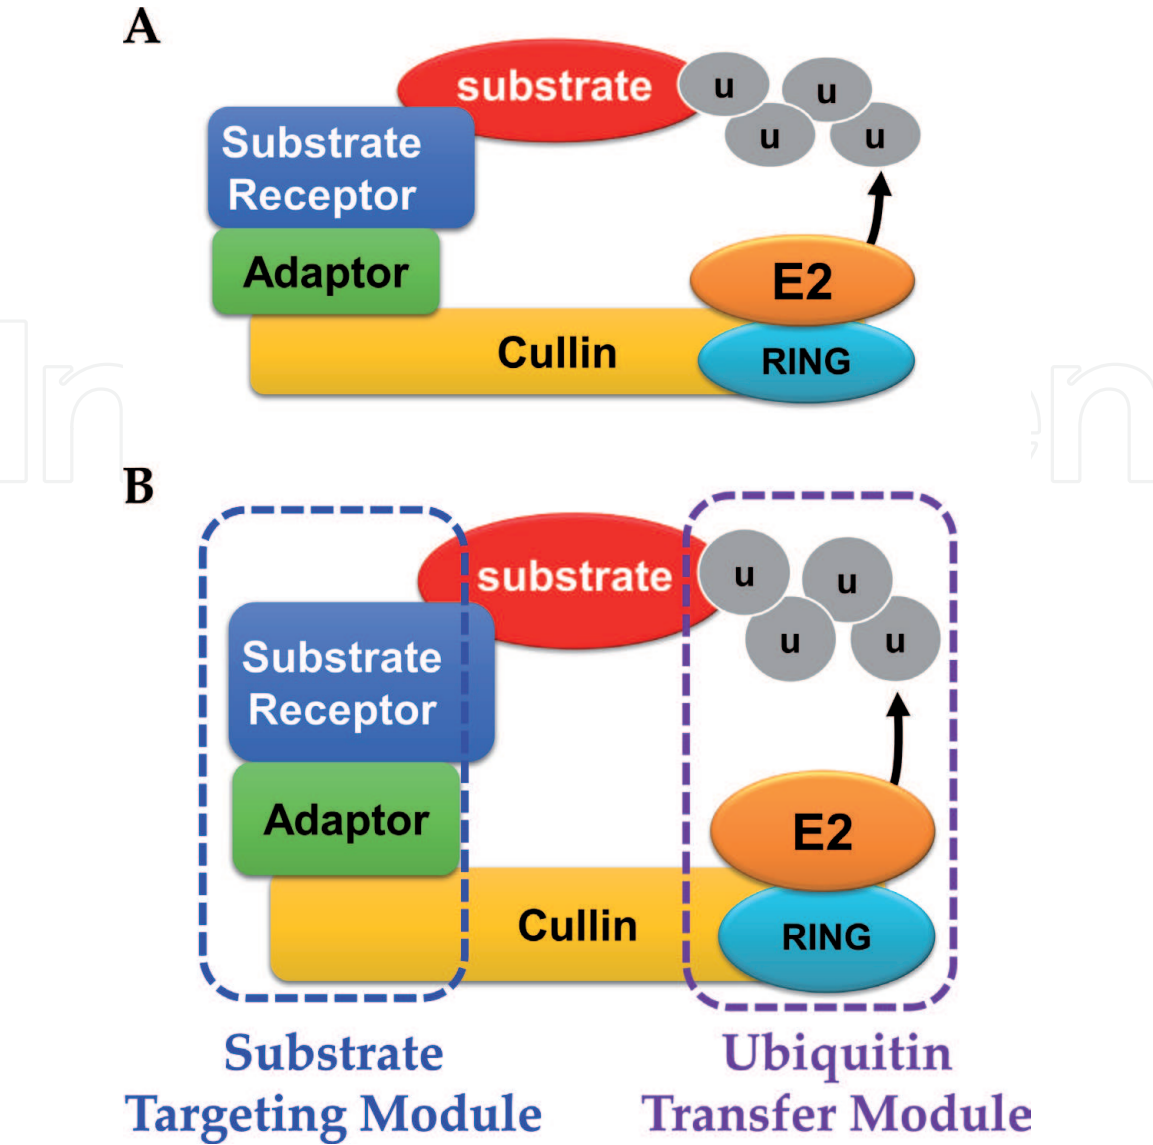 A
substrate
u
u
u
u
Substrate
Receptor
Adaptor
E2
Cullin
RING
B
substrate
u
u
u
u
Substrate
Receptor
Adaptor
E2
Cullin
RING
Substrate
Targeting Module
Ubiquitin
Transfer Module